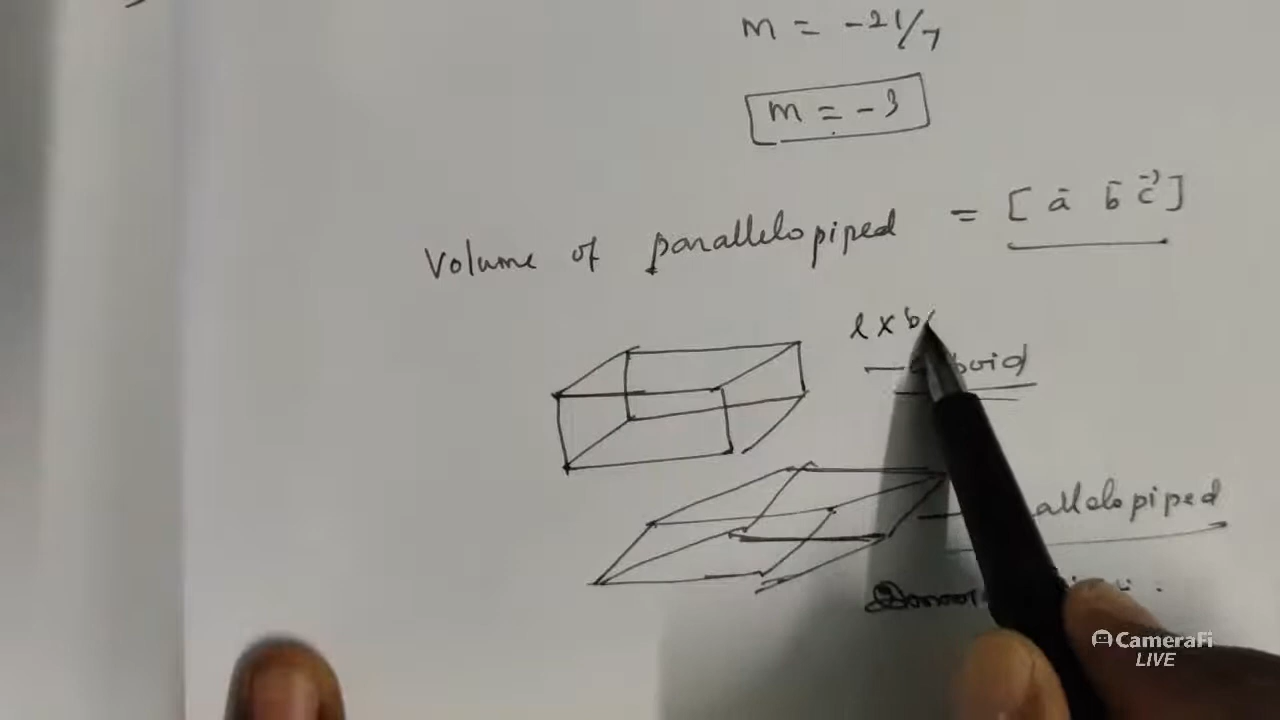 m = -21/7
m = -3
Volume of parallelopiped = [ā b̄ c⃗]
l x b
allelopiped
CameraFi
LIVE